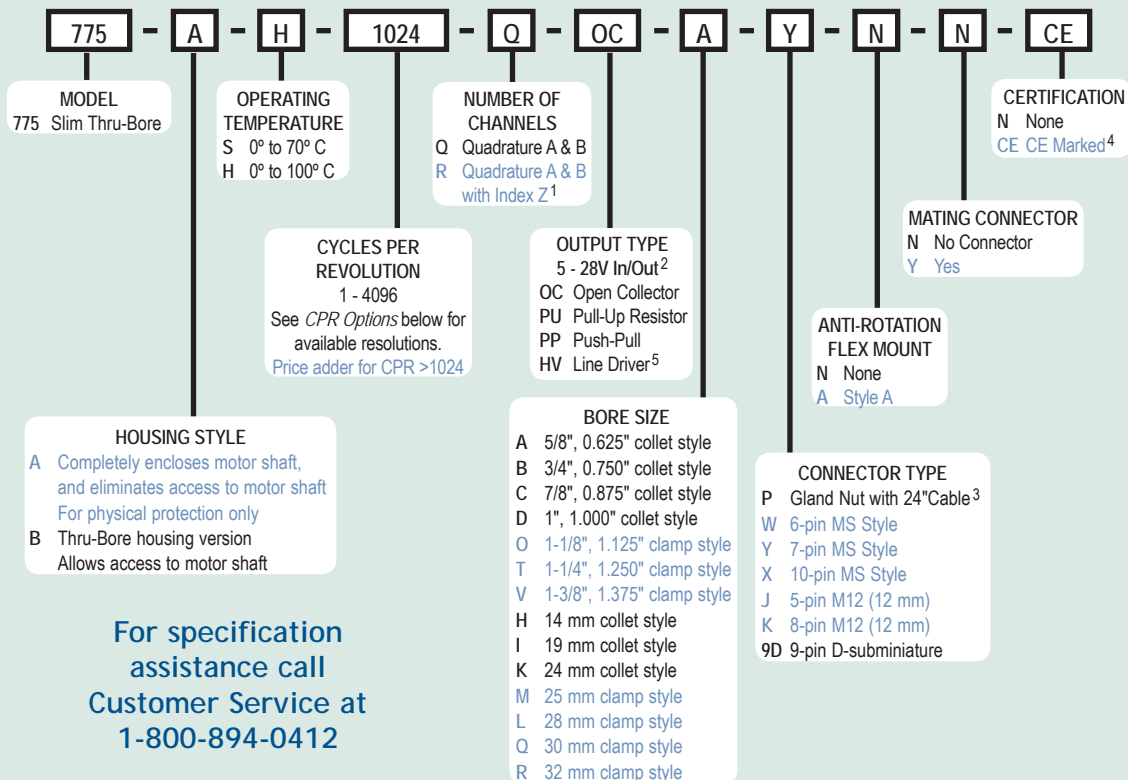 775 - A - H - 1024 - Q - OC - A - Y - N - N - CE
MODEL
775 Slim Thru-Bore
OPERATING
TEMPERATURE
S 0º to 70º C
H 0º to 100º C
NUMBER OF
CHANNELS
Q Quadrature A & B
R Quadrature A & B
with Index Z1
CERTIFICATION
N None
CE CE Marked4
MATING CONNECTOR
N No Connector
Y Yes
CYCLES PER
REVOLUTION
1 - 4096
See CPR Options below for
available resolutions.
Price adder for CPR >1024
OUTPUT TYPE
5 - 28V In/Out2
OC Open Collector
PU Pull-Up Resistor
PP Push-Pull
HV Line Driver5
ANTI-ROTATION
FLEX MOUNT
N None
A Style A
HOUSING STYLE
A Completely encloses motor shaft,
and eliminates access to motor shaft
For physical protection only
B Thru-Bore housing version
Allows access to motor shaft
BORE SIZE
A 5/8", 0.625" collet style
B 3/4", 0.750" collet style
C 7/8", 0.875" collet style
D 1", 1.000" collet style
O 1-1/8", 1.125" clamp style
T 1-1/4", 1.250" clamp style
V 1-3/8", 1.375" clamp style
H 14 mm collet style
I 19 mm collet style
K 24 mm collet style
M 25 mm clamp style
L 28 mm clamp style
Q 30 mm clamp style
R 32 mm clamp style
CONNECTOR TYPE
P Gland Nut with 24"Cable3
W 6-pin MS Style
Y 7-pin MS Style
X 10-pin MS Style
J 5-pin M12 (12 mm)
K 8-pin M12 (12 mm)
9D 9-pin D-subminiature
For specification
assistance call
Customer Service at
1-800-894-0412